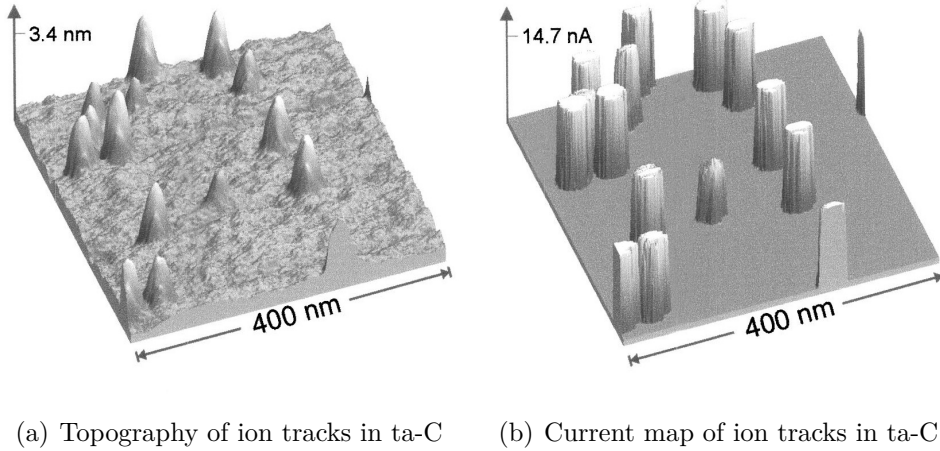 3.4 nm
14.7 nA
400 nm
400 nm
(a) Topography of ion tracks in ta-C
(b) Current map of ion tracks in ta-C